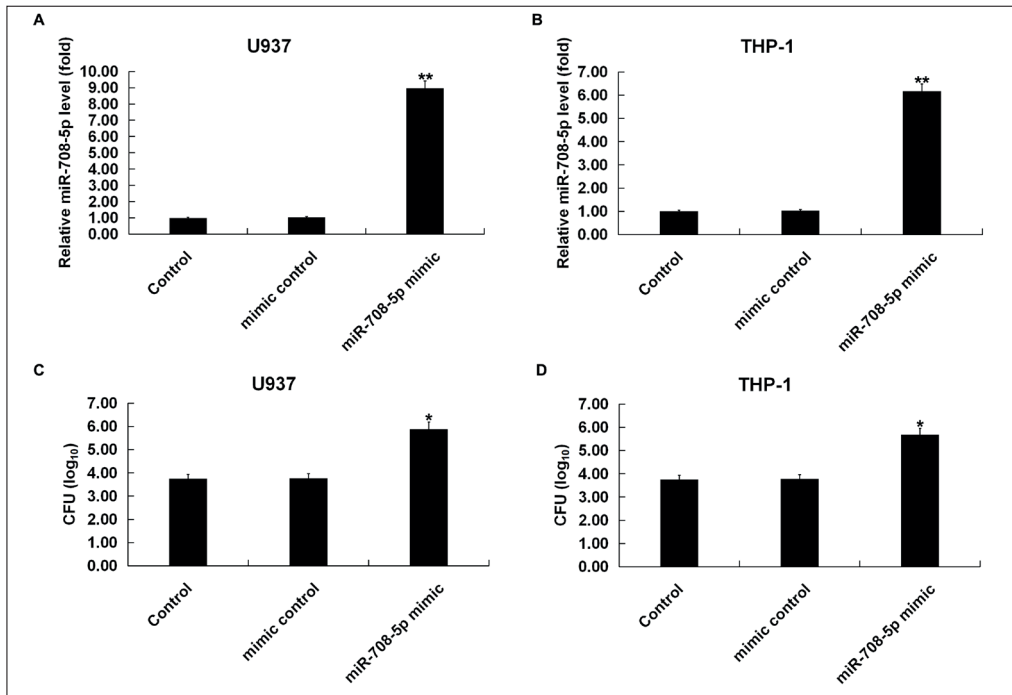 A
U937
Relative miR-708-5p level (fold)
10.00
9.00
8.00
7.00
6.00
5.00
4.00
3.00
2.00
1.00
0.00
**
Control
mimic control
miR-708-5p mimic
B
THP-1
Relative miR-708-5p level (fold)
7.00
6.00
5.00
4.00
3.00
2.00
1.00
0.00
**
Control
mimic control
miR-708-5p mimic
C
U937
CFU (log₁₀)
7.00
6.00
5.00
4.00
3.00
2.00
1.00
0.00
*
Control
mimic control
miR-708-5p mimic
D
THP-1
CFU (log₁₀)
7.00
6.00
5.00
4.00
3.00
2.00
1.00
0.00
*
Control
mimic control
miR-708-5p mimic